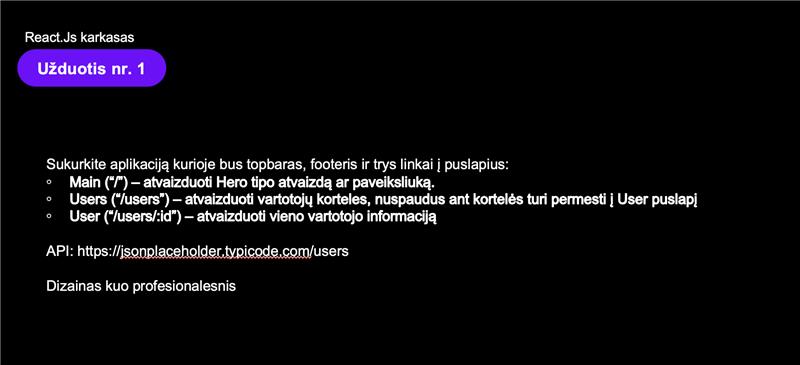 React.Js karkasas
Užduotis nr. 1
Sukurkite aplikaciją kurioje bus topbaras, footeris ir trys linkai į puslapius:
◦ Main (“/”) – atvaizduoti Hero tipo atvaizdą ar paveiksliuką.
◦ Users (“/users”) – atvaizduoti vartotojų korteles, nuspaudus ant kortelės turi permesti į User puslapį
◦ User (“/users/:id”) – atvaizduoti vieno vartotojo informaciją
API: https://jsonplaceholder.typicode.com/users
Dizainas kuo profesionalesnis